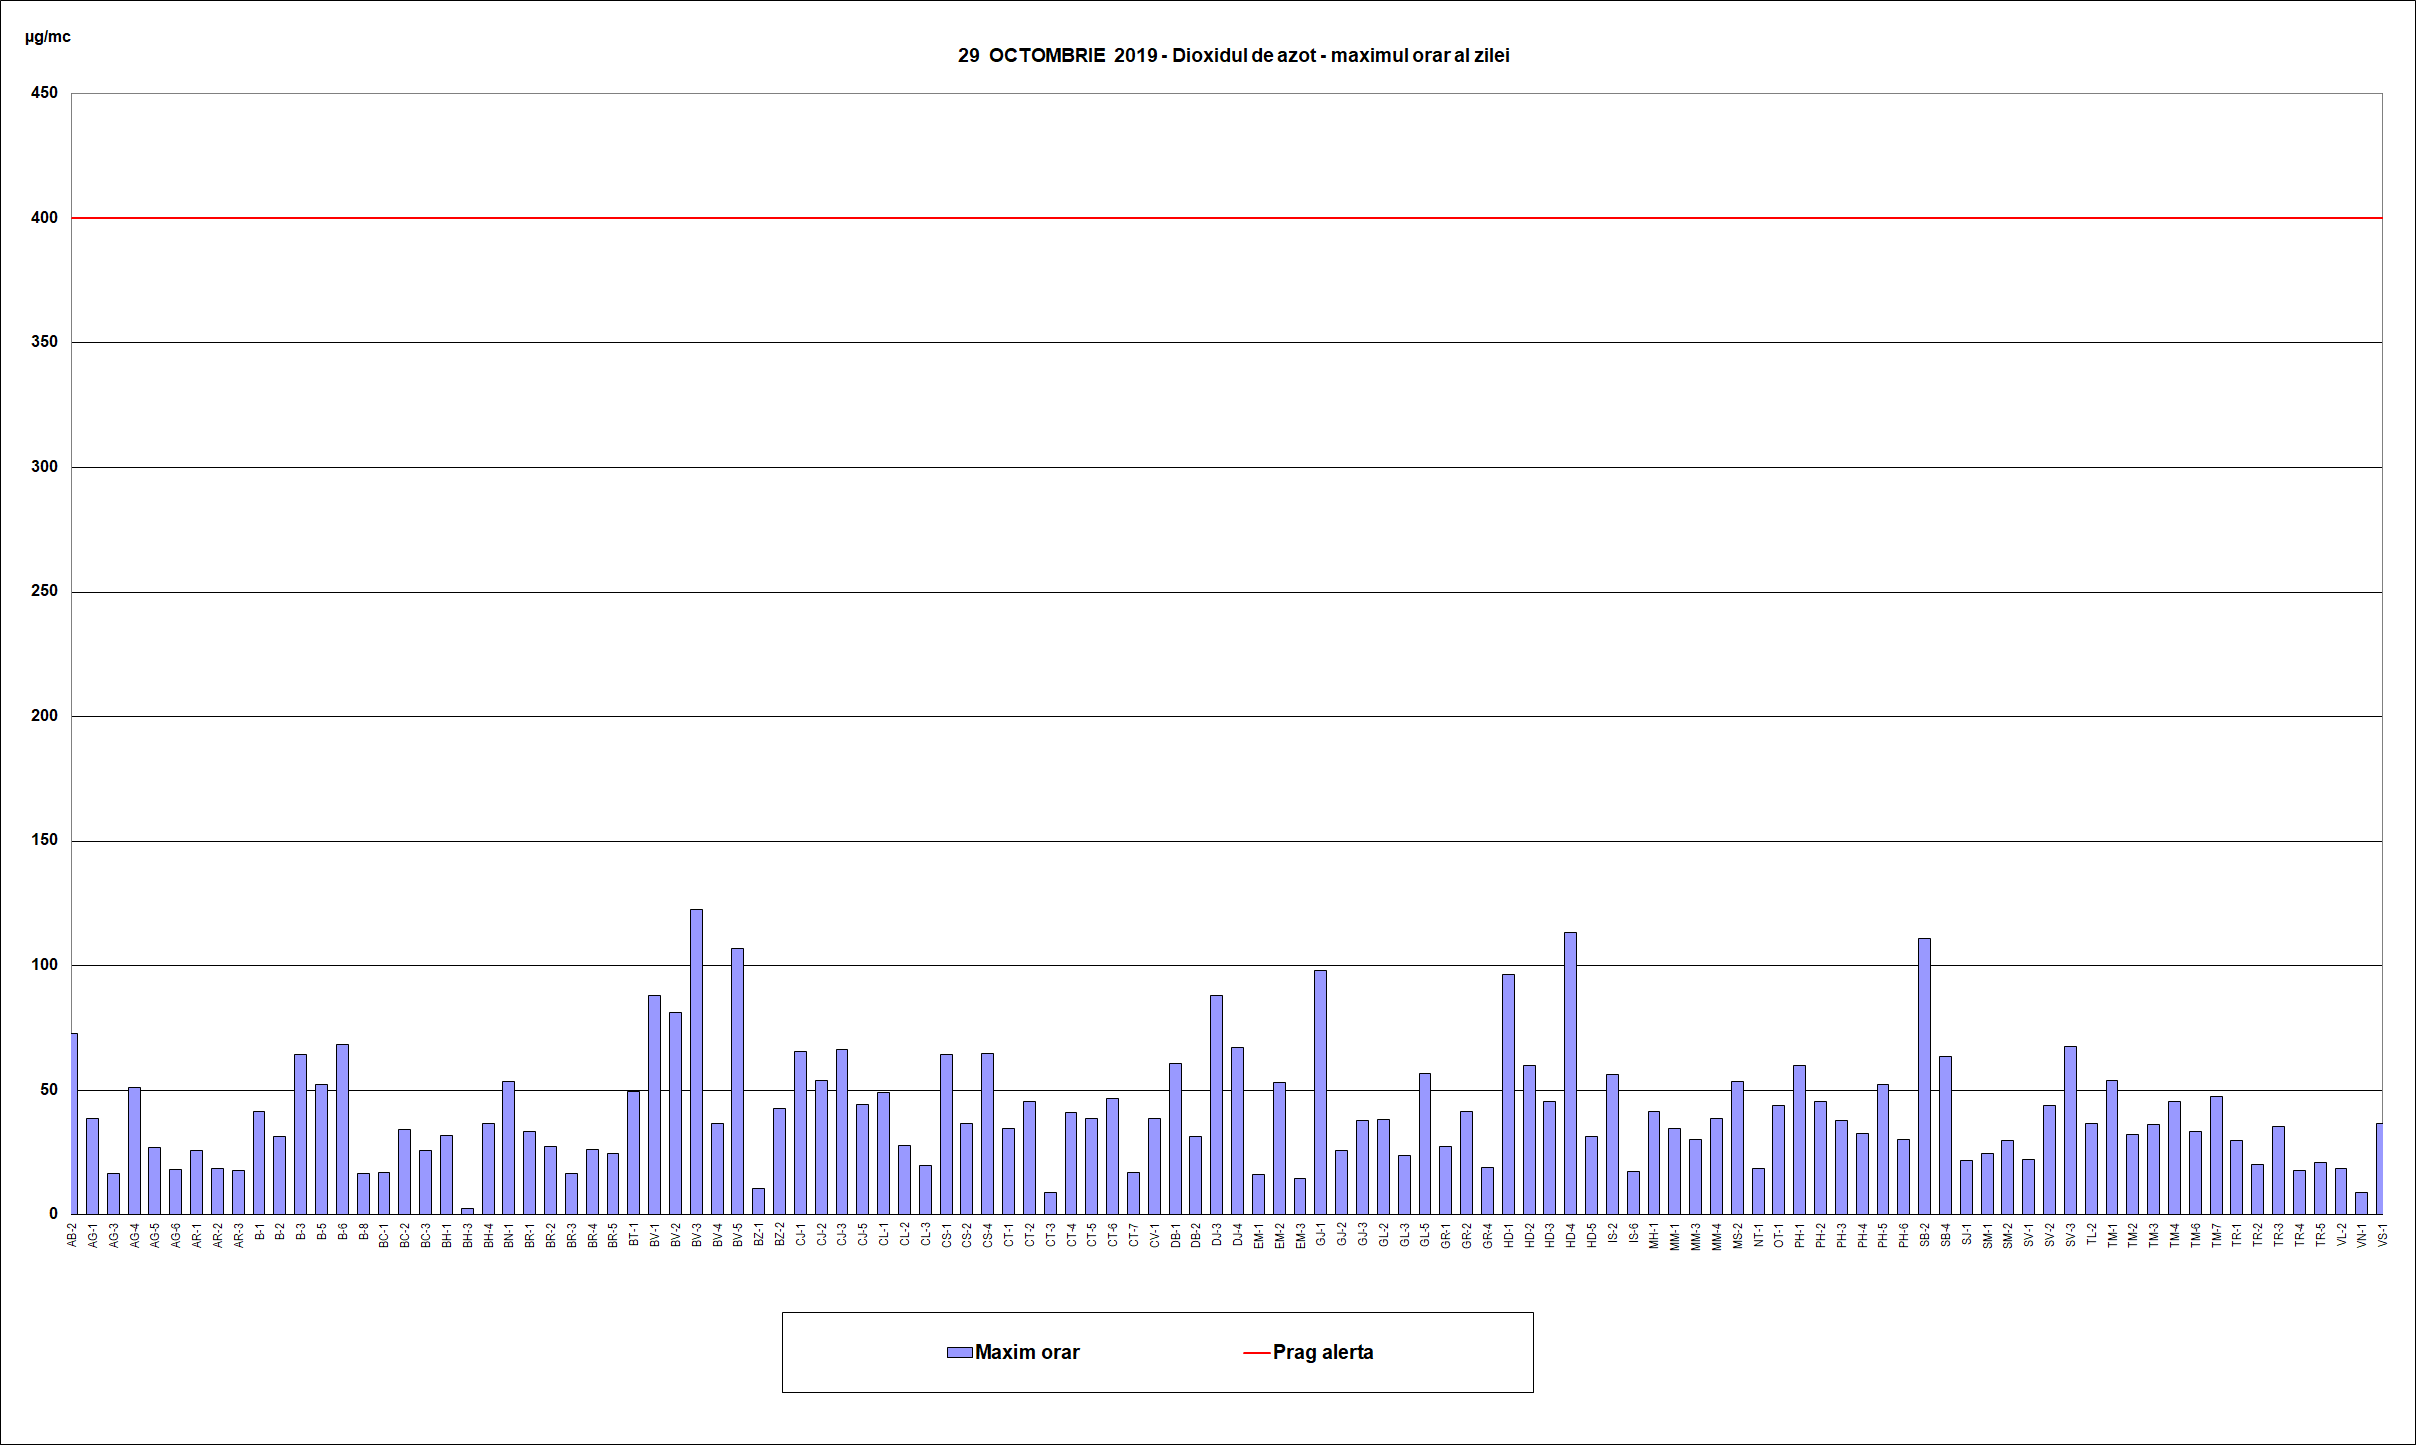 µg/mc
29 OCTOMBRIE 2019 - Dioxidul de azot - maximul orar al zilei
450
400
350
300
250
200
150
100
50
0
AB-2 AG-1 AG-3 AG-4 AG-5 AG-6 AR-1 AR-2 AR-3 B-1 B-2 B-3 B-5 B-6 B-8 BC-1 BC-2 BC-3 BH-1 BH-3 BH-4 BN-1 BR-1 BR-2 BR-3 BR-4 BR-5 BT-1 BV-1 BV-2 BV-3 BV-4 BV-5 BZ-1 BZ-2 CJ-1 CJ-2 CJ-3 CJ-5 CL-1 CL-2 CL-3 CS-1 CS-2 CS-4 CT-1 CT-2 CT-3 CT-4 CT-5 CT-6 CT-7 CV-1 DB-1 DB-2 DJ-3 DJ-4 EM-1 EM-2 EM-3 GJ-1 GJ-2 GJ-3 GL-2 GL-3 GL-5 GR-1 GR-2 GR-4 HD-1 HD-2 HD-3 HD-4 HD-5 IS-2 IS-6 MH-1 MM-1 MM-3 MM-4 MS-2 NT-1 OT-1 PH-1 PH-2 PH-3 PH-4 PH-5 PH-6 SB-2 SB-4 SJ-1 SM-1 SM-2 SV-1 SV-2 SV-3 TL-2 TM-1 TM-2 TM-3 TM-4 TM-6 TM-7 TR-1 TR-2 TR-3 TR-4 TR-5 VL-2 VN-1 VS-1
Maxim orar Prag alerta